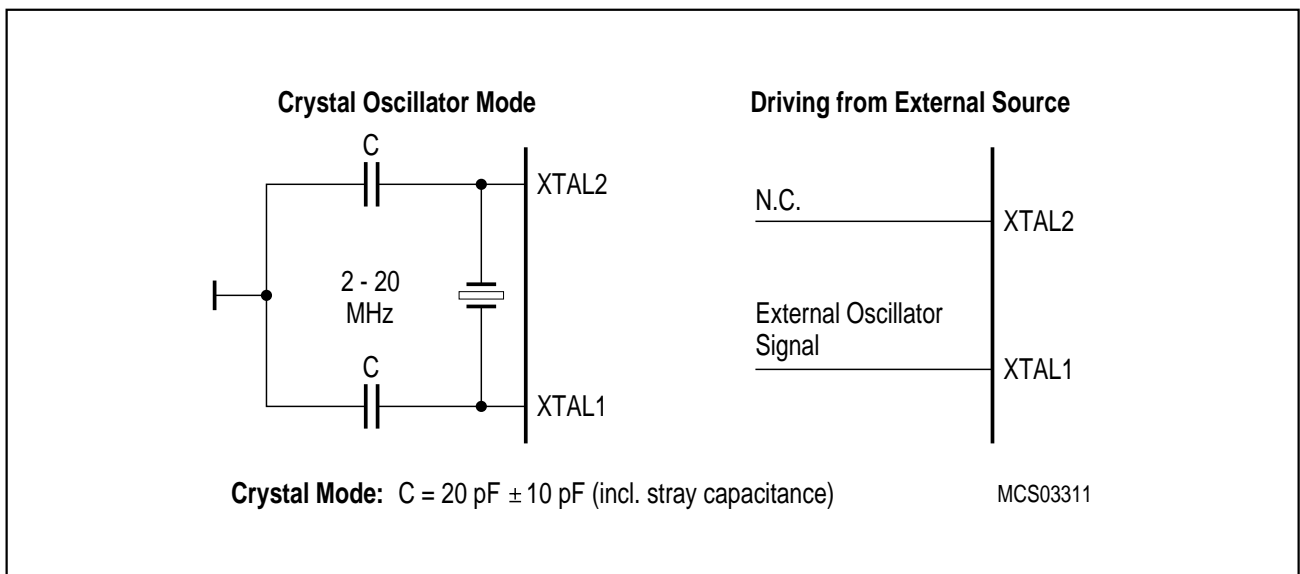 Crystal Oscillator Mode
C
XTAL2
2 - 20
MHz
C
XTAL1
Driving from External Source
N.C.
XTAL2
External Oscillator
Signal
XTAL1
Crystal Mode: C = 20 pF ± 10 pF (incl. stray capacitance)
MCS03311